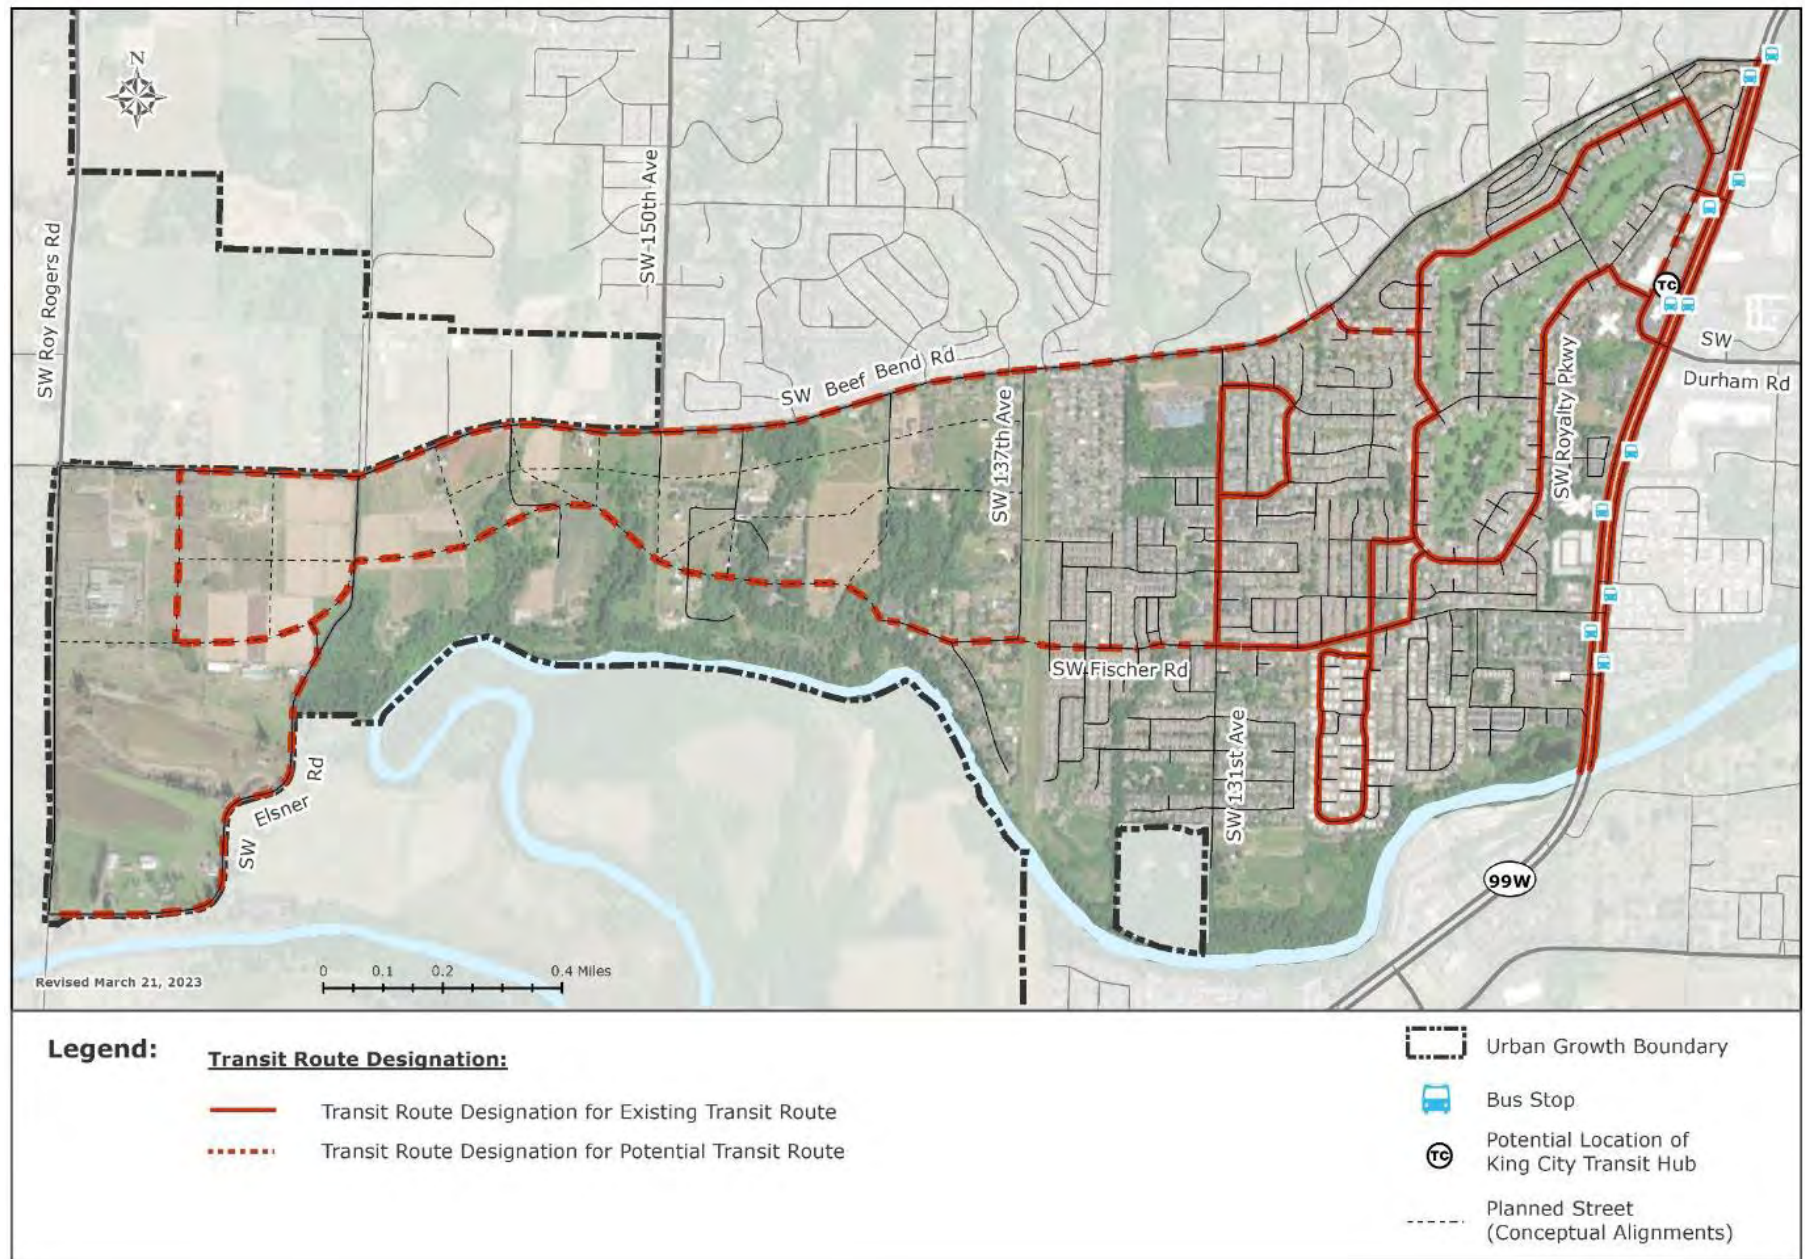 N
SW Roy Rogers Rd
SW 150th Ave
SW Beef Bend Rd
SW 137th Ave
SW Royalty Pkwy
TC
SW
Durham Rd
SW Fischer Rd
SW 131st Ave
SW Elsner Rd
99W
Revised March 21, 2023
0 0.1 0.2 0.4 Miles
Legend:
Transit Route Designation:
Transit Route Designation for Existing Transit Route
Transit Route Designation for Potential Transit Route
Urban Growth Boundary
Bus Stop
TC
Potential Location of
King City Transit Hub
Planned Street
(Conceptual Alignments)